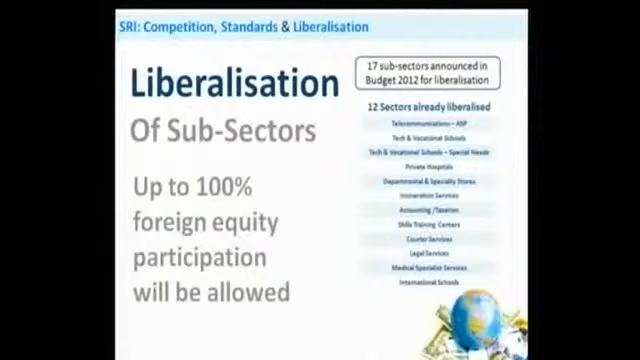 SRI: Competition, Standards & Liberalisation
Liberalisation
Of Sub-Sectors
Up to 100%
foreign equity
participation
will be allowed
17 sub-sectors announced in
Budget 2012 for liberalisation
12 Sectors already liberalised
Telecommunications – ASP
Tech & Vocational Schools
Tech & Vocational Schools – Special Needs
Private Hospitals
Departmental & Specialty Stores
Incineration Services
Accounting /Taxation
Skills Training Centers
Courier Services
Legal Services
Medical Specialist Services
International Schools